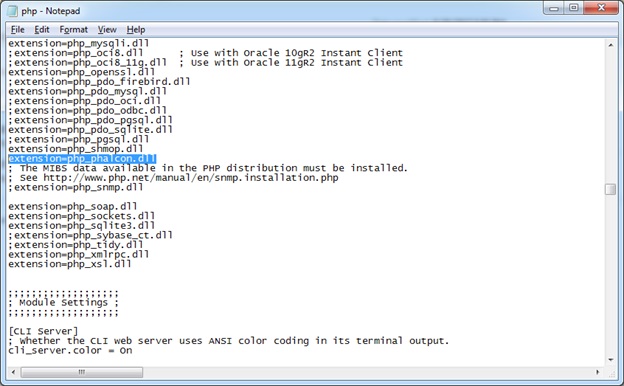 php - Notepad
File Edit Format View Help
extension=php_mysqli.dll
;extension=php_oci8.dll      ; Use with Oracle 10gR2 Instant Client
;extension=php_oci8_11g.dll  ; Use with Oracle 11gR2 Instant Client
extension=php_openssl.dll
;extension=php_pdo_firebird.dll
extension=php_pdo_mysql.dll
;extension=php_pdo_oci.dll
;extension=php_pdo_odbc.dll
;extension=php_pdo_pgsql.dll
extension=php_pdo_sqlite.dll
;extension=php_pgsql.dll
extension=php_shmop.dll
extension=php_phalcon.dll
; The MIBS data available in the PHP distribution must be installed.
; See http://www.php.net/manual/en/snmp.installation.php
;extension=php_snmp.dll
extension=php_soap.dll
extension=php_sockets.dll
extension=php_sqlite3.dll
;extension=php_sybase_ct.dll
;extension=php_tidy.dll
extension=php_xmlrpc.dll
extension=php_xsl.dll
;;;;;;;;;;;;;;;;;;;
; Module Settings ;
;;;;;;;;;;;;;;;;;;;
[CLI Server]
; Whether the CLI web server uses ANSI color coding in its terminal output.
cli_server.color = On